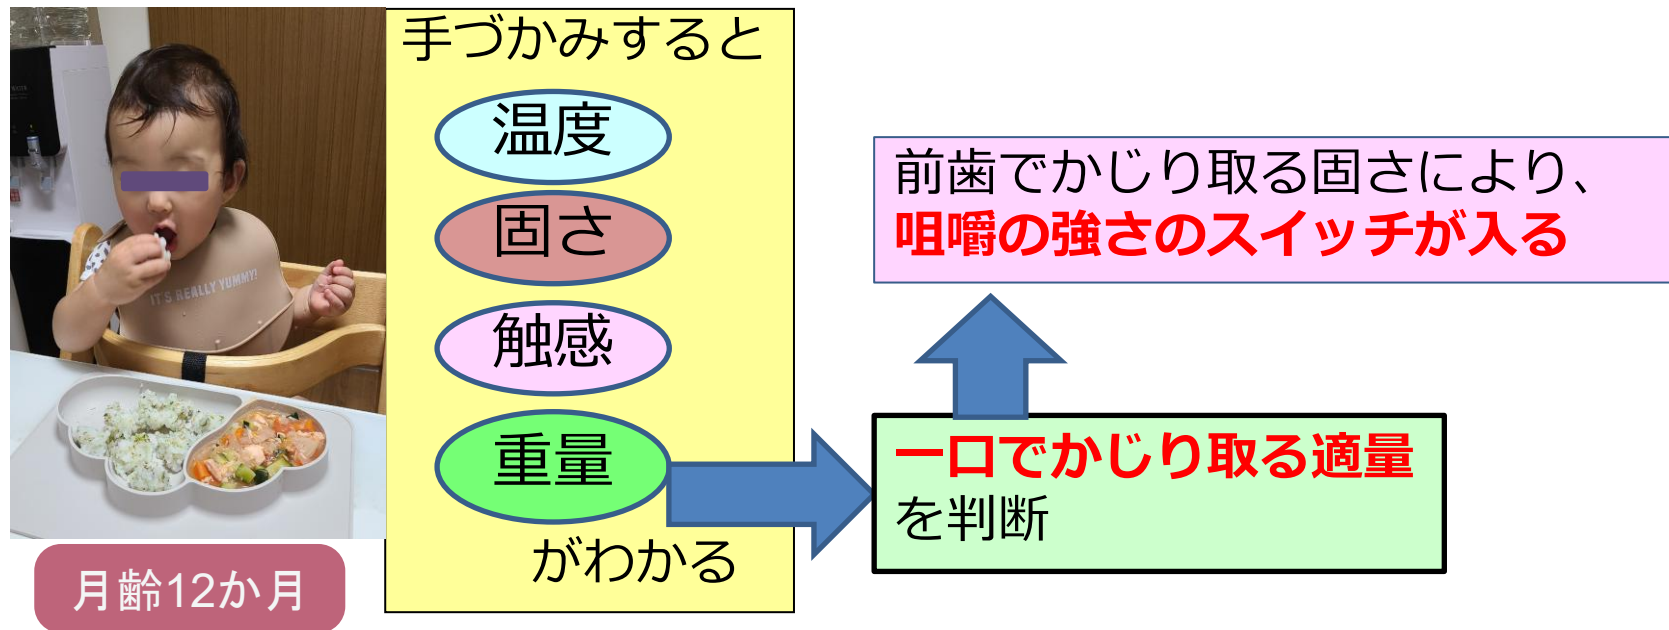 手づかみすると
温度
固さ
触感
重量
がわかる
前歯でかじり取る固さにより、
咀嚼の強さのスイッチが入る
一口でかじり取る適量
を判断
IT'S REALLY YUMMY!
月齢12か月